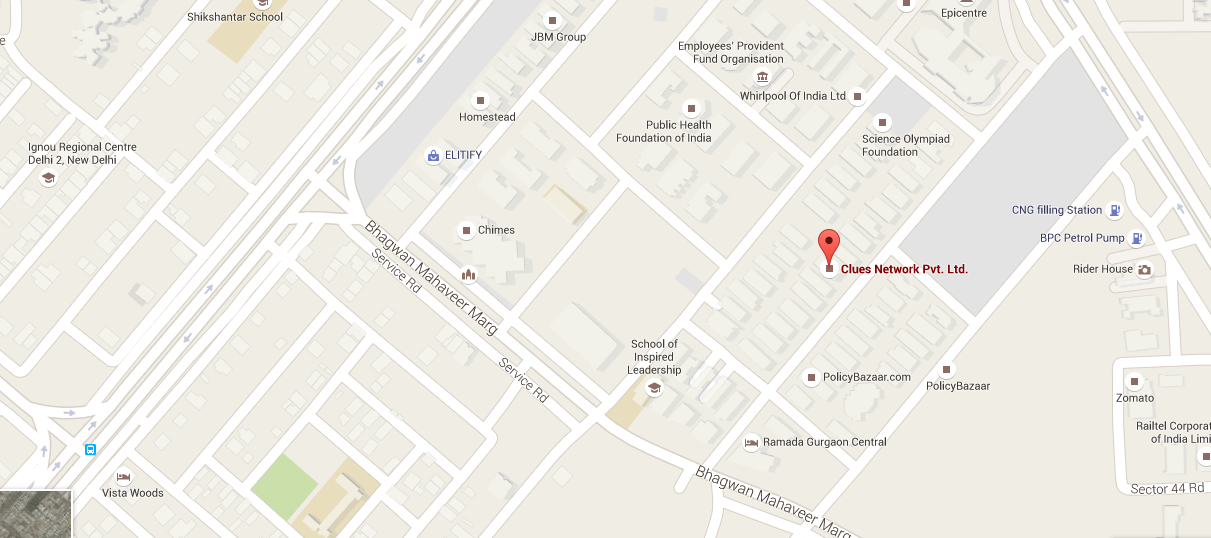 Shikshantar School
Epicentre
e
JBM Group
Employees' Provident
Fund Organisation
Whirlpool Of India Ltd
Homestead
Public Health
Foundation of India
Science Olympiad
Foundation
Ignou Regional Centre
Delhi 2, New Delhi
ELITIFY
CNG filling Station
Chimes
BPC Petrol Pump
Bhagwan Mahaveer Marg
Service Rd
Clues Network Pvt. Ltd.
Rider House
School of
Inspired
Leadership
Service Rd
PolicyBazaar.com
PolicyBazaar
Zomato
Railtel Corporat
of India Limi
Ramada Gurgaon Central
Bhagwan Mahaveer Marg
Vista Woods
Sector 44 Rd